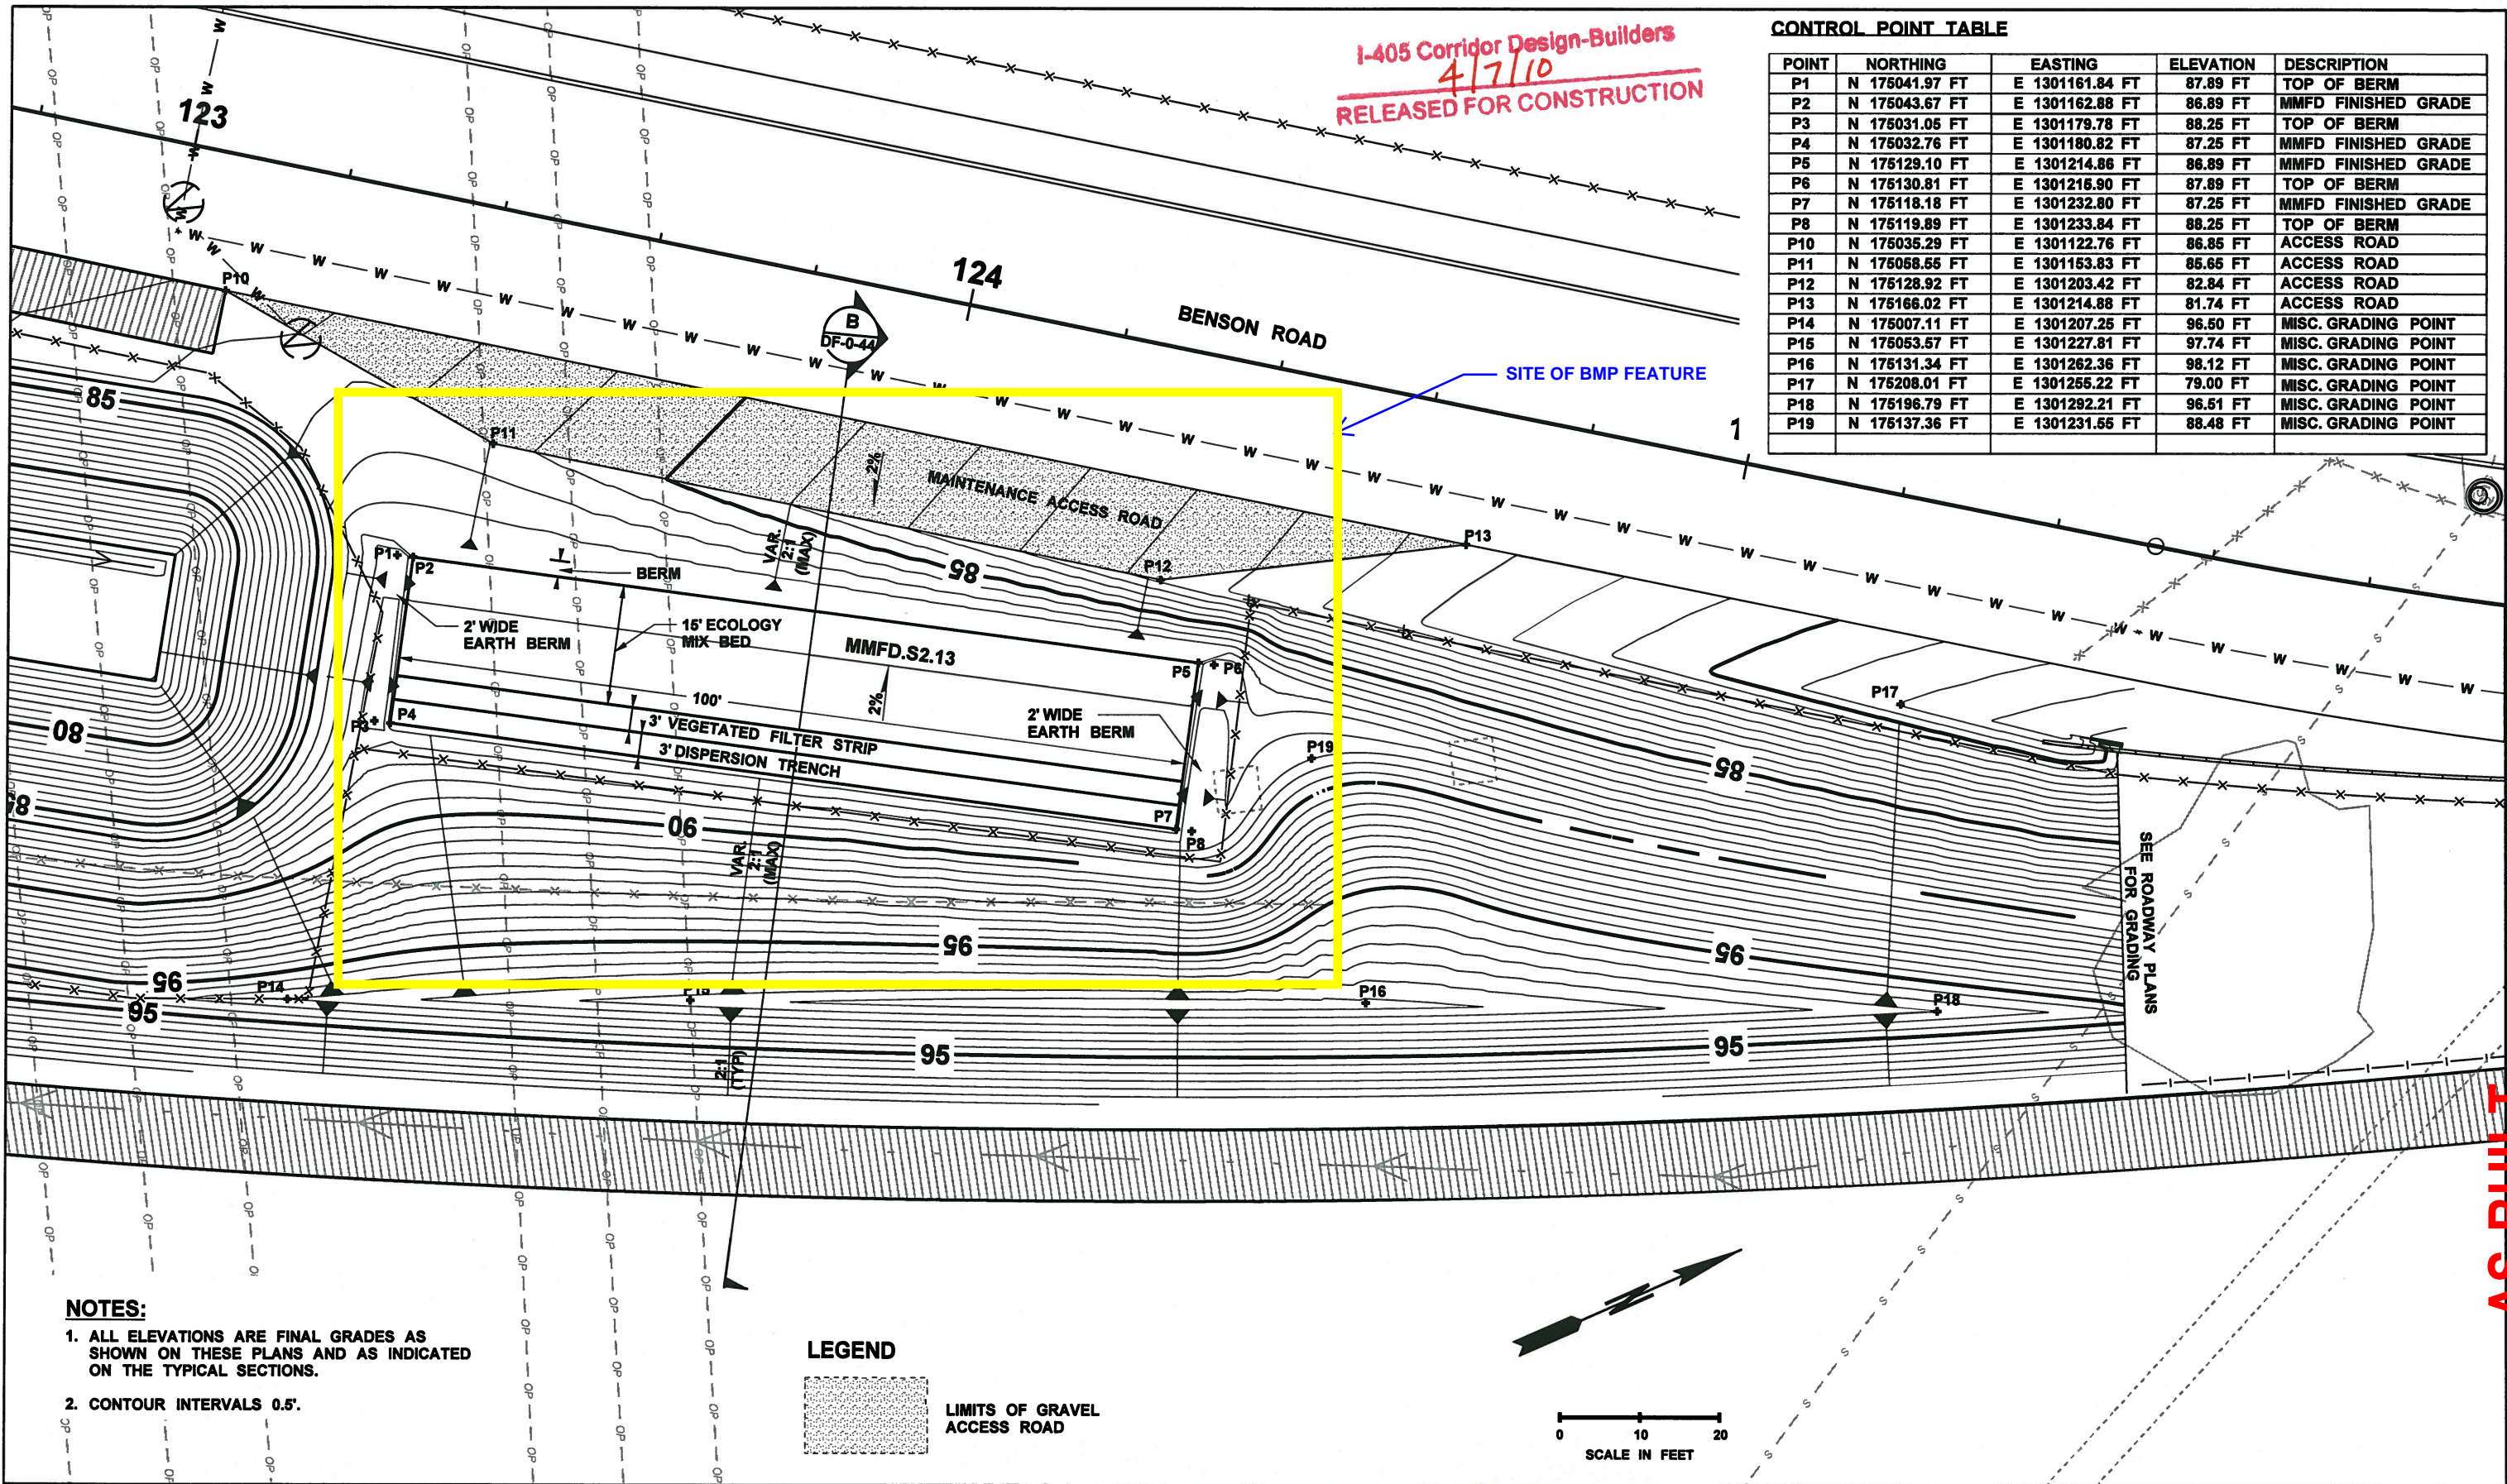 I-405 Corridor Design-Builders
4/7/10
RELEASED FOR CONSTRUCTION
CONTROL POINT TABLE
POINT NORTHING EASTING ELEVATION DESCRIPTION
P1 N 175041.97 FT E 1301161.84 FT 87.89 FT TOP OF BERM
P2 N 175043.67 FT E 1301162.88 FT 86.89 FT MMFD FINISHED GRADE
P3 N 175031.05 FT E 1301179.78 FT 88.25 FT TOP OF BERM
P4 N 175032.76 FT E 1301180.82 FT 87.25 FT MMFD FINISHED GRADE
P5 N 175129.10 FT E 1301214.86 FT 86.89 FT MMFD FINISHED GRADE
P6 N 175130.81 FT E 1301215.90 FT 87.89 FT TOP OF BERM
P7 N 175118.18 FT E 1301232.80 FT 87.25 FT MMFD FINISHED GRADE
P8 N 175119.89 FT E 1301233.84 FT 88.25 FT TOP OF BERM
P10 N 175035.29 FT E 1301122.76 FT 86.85 FT ACCESS ROAD
P11 N 175058.55 FT E 1301153.83 FT 85.65 FT ACCESS ROAD
P12 N 175128.92 FT E 1301203.42 FT 82.84 FT ACCESS ROAD
P13 N 175166.02 FT E 1301214.88 FT 81.74 FT ACCESS ROAD
P14 N 175007.11 FT E 1301207.25 FT 96.50 FT MISC. GRADING POINT
P15 N 175053.57 FT E 1301227.81 FT 97.74 FT MISC. GRADING POINT
P16 N 175131.34 FT E 1301262.36 FT 98.12 FT MISC. GRADING POINT
P17 N 175208.01 FT E 1301255.22 FT 79.00 FT MISC. GRADING POINT
P18 N 175196.79 FT E 1301292.21 FT 96.51 FT MISC. GRADING POINT
P19 N 175137.36 FT E 1301231.55 FT 88.48 FT MISC. GRADING POINT
123
124
1
BENSON ROAD
B
DF-0-44
SITE OF BMP FEATURE
P10
P11
P12
P13
MAINTENANCE ACCESS ROAD
2%
85
85
85
VAR.
2:1
(MAX)
P1
P2
BERM
2' WIDE
EARTH BERM
15' ECOLOGY
MIX BED
MMFD.S2.13
2%
100'
3' VEGETATED FILTER STRIP
3' DISPERSION TRENCH
P3
P4
P5
P6
2' WIDE
EARTH BERM
P7
P8
P19
P17
80
90
VAR.
2:1
(MAX)
95
95
95
95
95
95
P14
P15
P16
P18
2:1
(TYP)
SEE ROADWAY PLANS
FOR GRADING
AS BUILT
NOTES:
1. ALL ELEVATIONS ARE FINAL GRADES AS
SHOWN ON THESE PLANS AND AS INDICATED
ON THE TYPICAL SECTIONS.
2. CONTOUR INTERVALS 0.5'.
LEGEND
LIMITS OF GRAVEL
ACCESS ROAD
N
0 10 20
SCALE IN FEET